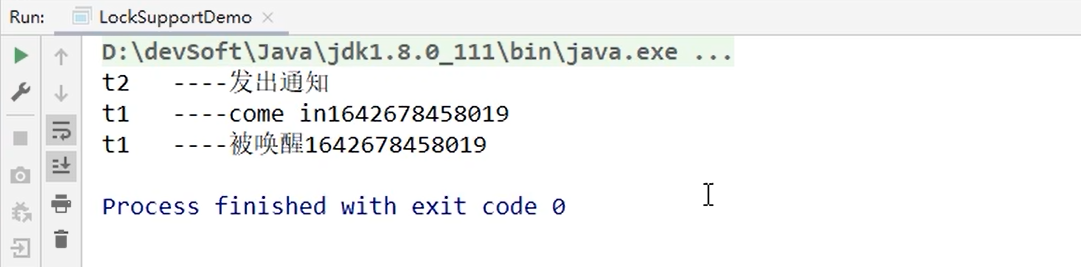 Run: LockSupportDemo
D:\devSoft\Java\jdk1.8.0_111\bin\java.exe ...
t2 ----发出通知
t1 ----come in1642678458019
t1 ----被唤醒1642678458019
Process finished with exit code 0